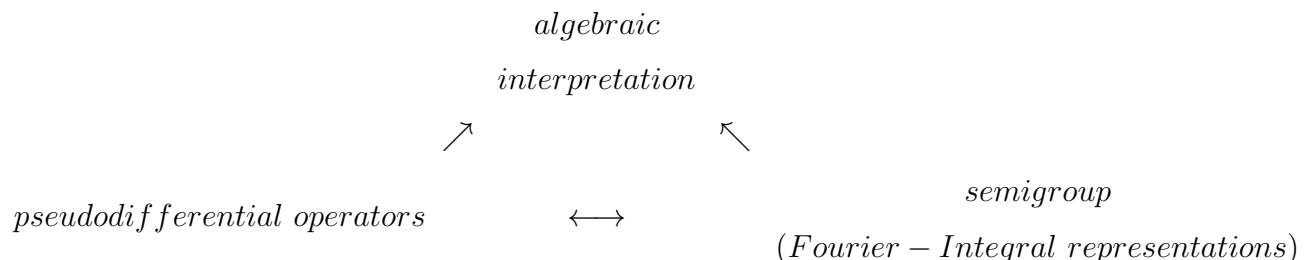 algebraic
interpretation
↗ ↖
pseudodifferential operators ⟷ semigroup
(Fourier − Integral representations)